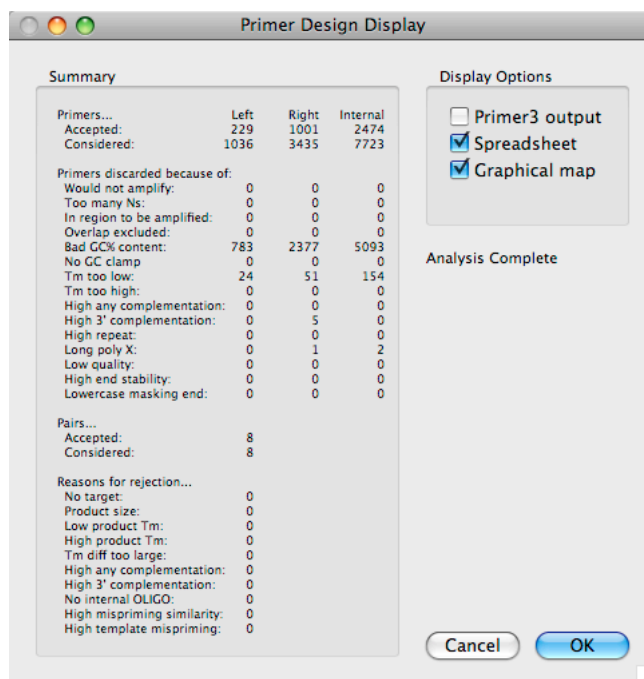 Primer Design Display
Summary
Primers... Left Right Internal
Accepted: 229 1001 2474
Considered: 1036 3435 7723
Primers discarded because of:
Would not amplify: 0 0 0
Too many Ns: 0 0 0
In region to be amplified: 0 0 0
Overlap excluded: 0 0 0
Bad GC% content: 783 2377 5093
No GC clamp 0 0 0
Tm too low: 24 51 154
Tm too high: 0 0 0
High any complementation: 0 0 0
High 3' complementation: 0 5 0
High repeat: 0 0 0
Long poly X: 0 1 2
Low quality: 0 0 0
High end stability: 0 0 0
Lowercase masking end: 0 0 0
Pairs...
Accepted: 8
Considered: 8
Reasons for rejection...
No target: 0
Product size: 0
Low product Tm: 0
High product Tm: 0
Tm diff too large: 0
High any complementation: 0
High 3' complementation: 0
No internal OLIGO: 0
High mispriming similarity: 0
High template mispriming: 0
Display Options
Primer3 output
Spreadsheet
Graphical map
Analysis Complete
Cancel
OK